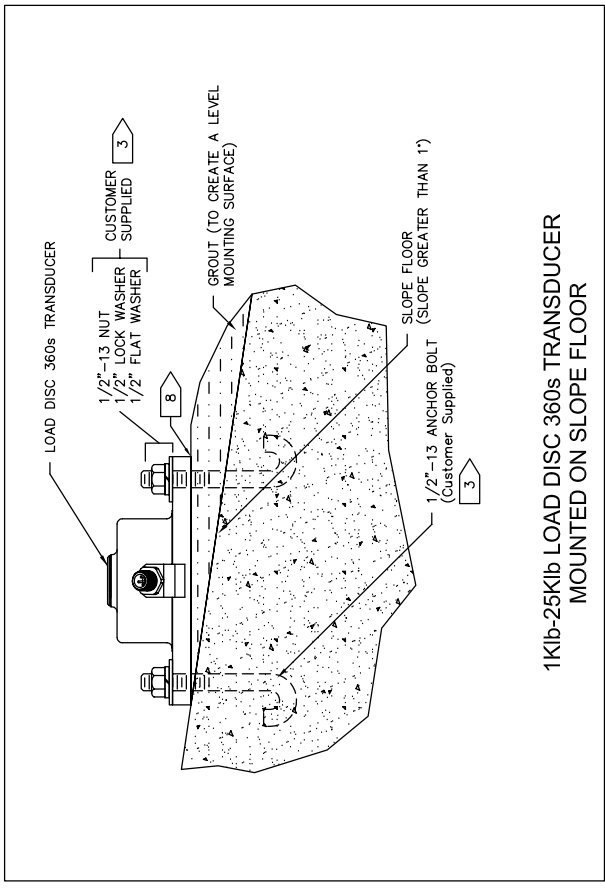 LOAD DISC 360s TRANSDUCER
1/2"-13 NUT
1/2" LOCK WASHER
1/2" FLAT WASHER
CUSTOMER
SUPPLIED
3
8
GROUT (TO CREATE A LEVEL
MOUNTING SURFACE)
SLOPE FLOOR
(SLOPE GREATER THAN 1°)
1/2"-13 ANCHOR BOLT
(Customer Supplied)
3
1Klb-25Klb LOAD DISC 360s TRANSDUCER
MOUNTED ON SLOPE FLOOR